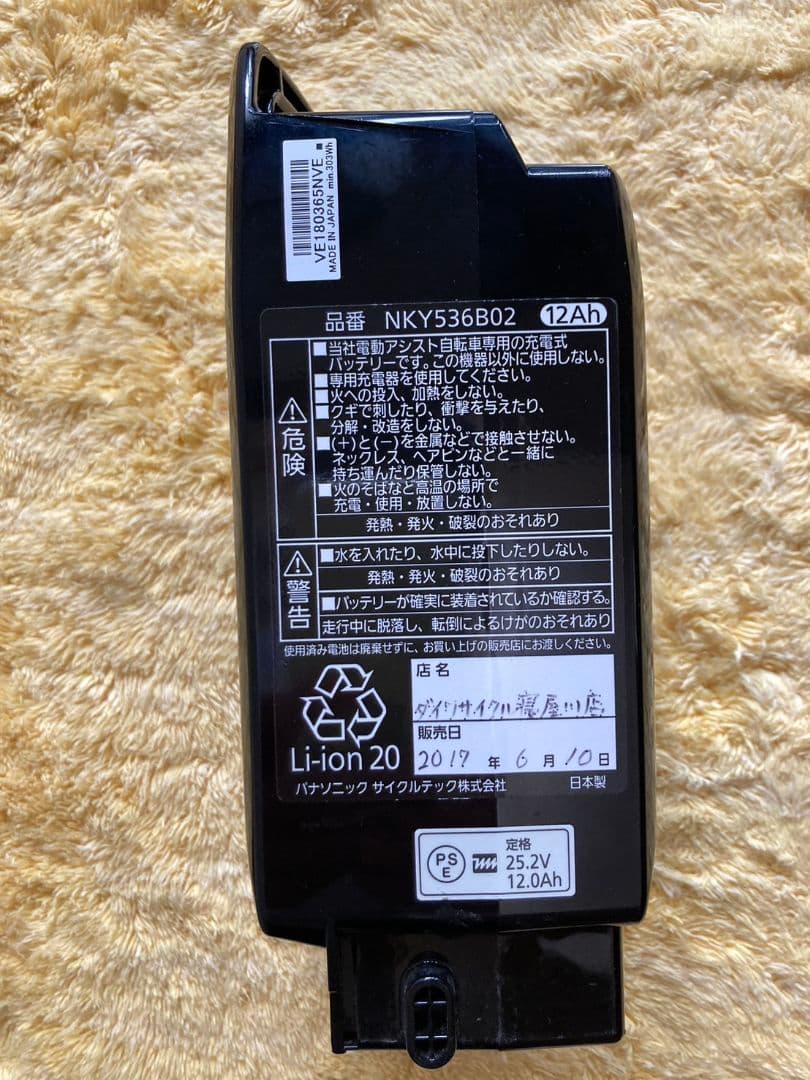 VE180365NVE
MADE IN JAPAN min.303Wh
品番 NKY536B02 12Ah
危険
■当社電動アシスト自転車専用の充電式
バッテリーです。この機器以外に使用しない。
■専用充電器を使用してください。
■火への投入、加熱をしない。
■クギで刺したり、衝撃を与えたり、
分解・改造をしない。
■(+)と(-)を金属などで接触させない。
ネックレス、ヘアピンなどと一緒に
持ち運んだり保管しない。
■火のそばなど高温の場所で
充電・使用・放置しない。
発熱・発火・破裂のおそれあり
警告
■水を入れたり、水中に投下したりしない。
発熱・発火・破裂のおそれあり
■バッテリーが確実に装着されているか確認する。
走行中に脱落し、転倒によるけがのおそれあり
使用済み電池は廃棄せずに、お買い上げの販売店にお渡しください。
店名
ダイシサイクル寝屋川店
販売日
2017 年 6 月 10 日
Li-ion 20
パナソニック サイクルテック株式会社 日本製
PS
E
定格
25.2V
12.0Ah